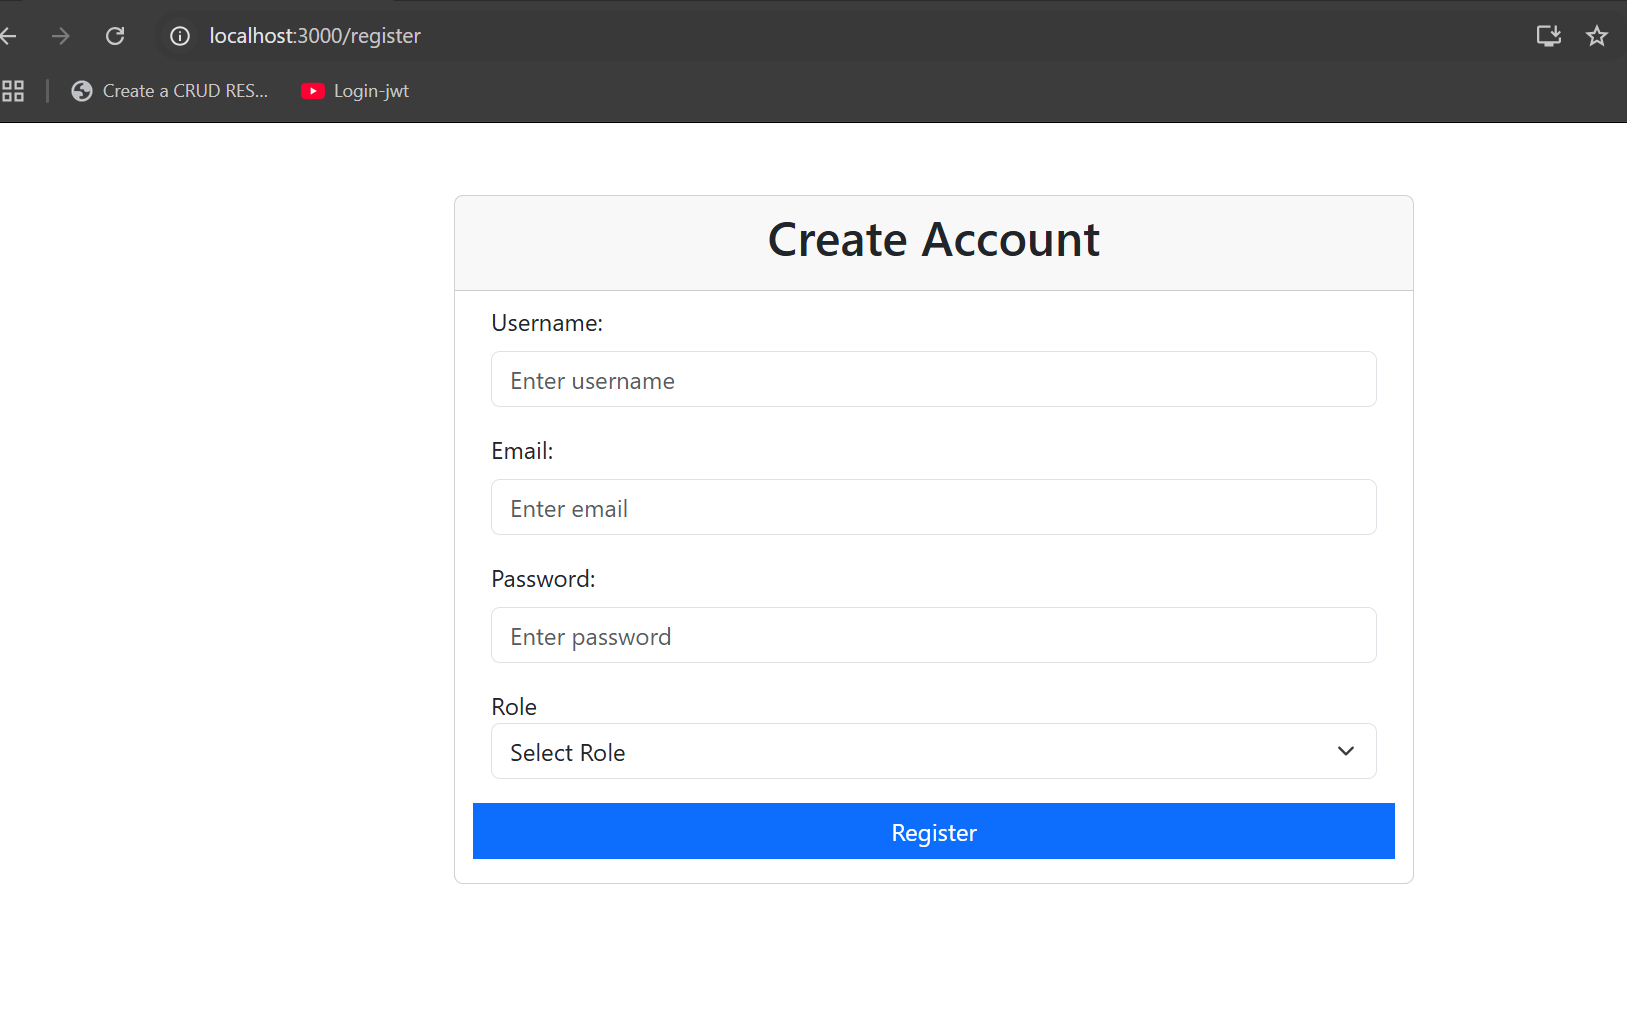 localhost:3000/register
Create a CRUD RES...
Login-jwt
Create Account
Username:
Enter username
Email:
Enter email
Password:
Enter password
Role
Select Role
Register